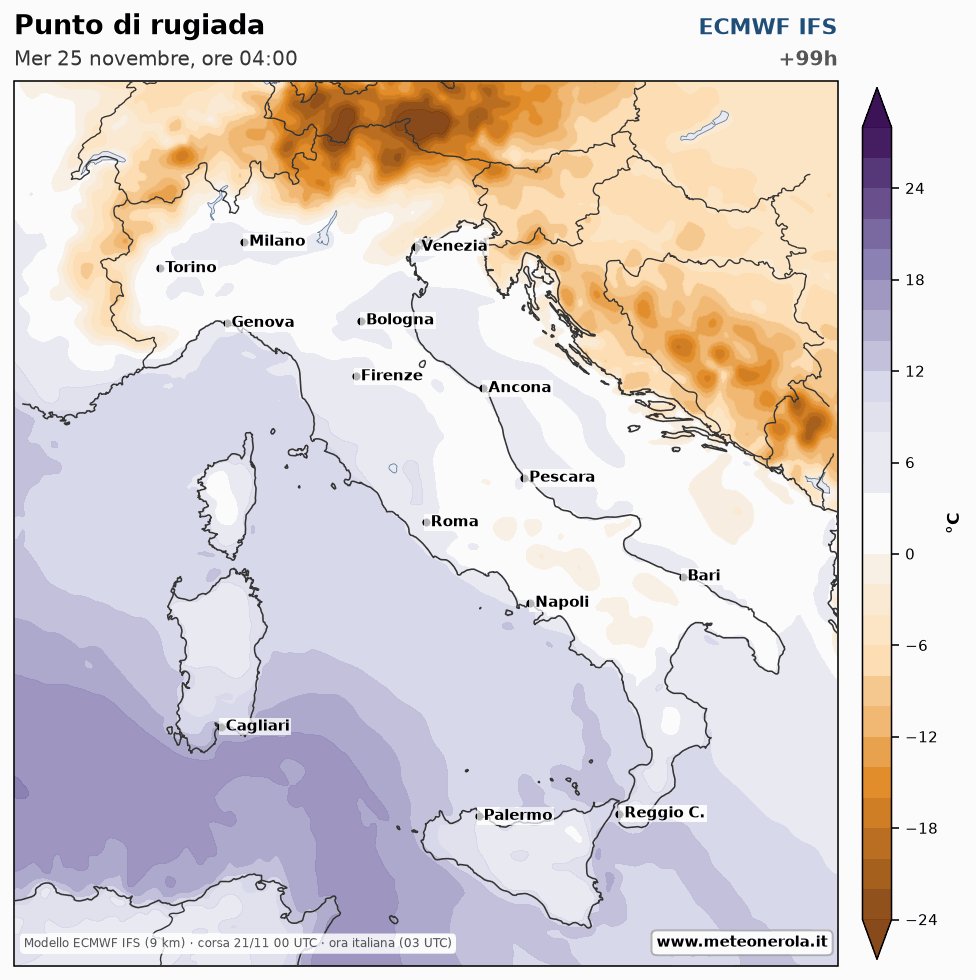 Punto di rugiada
ECMWF IFS
Mer 25 novembre, ore 04:00
+99h
Milano
Venezia
Torino
Genova
Bologna
Firenze
Ancona
Pescara
Roma
Bari
Napoli
Cagliari
Palermo
Reggio C.
24
18
12
6
0
−6
−12
−18
−24
°C
Modello ECMWF IFS (9 km) · corsa 21/11 00 UTC · ora italiana (03 UTC)
www.meteonerola.it